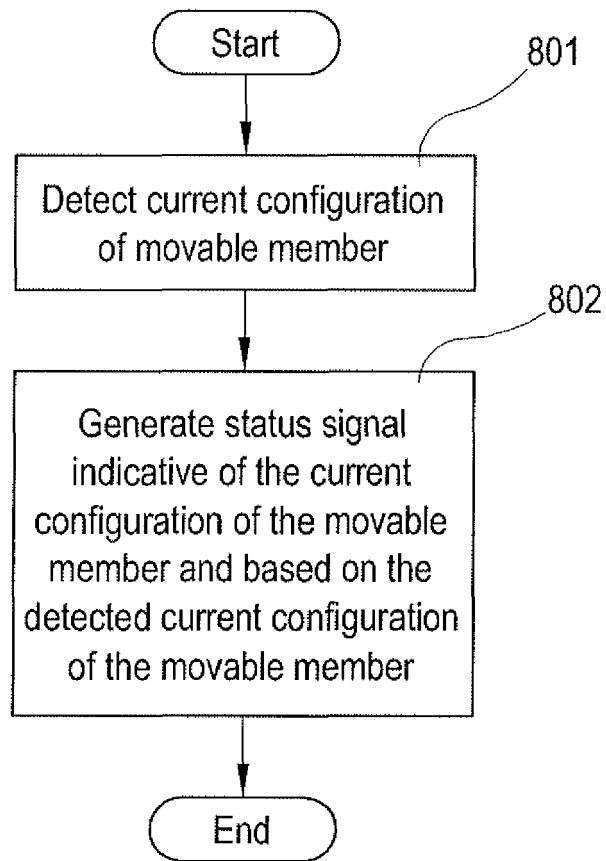 Start
801
Detect current configuration
of movable member
802
Generate status signal
indicative of the current
configuration of the movable
member and based on the
detected current configuration
of the movable member
End